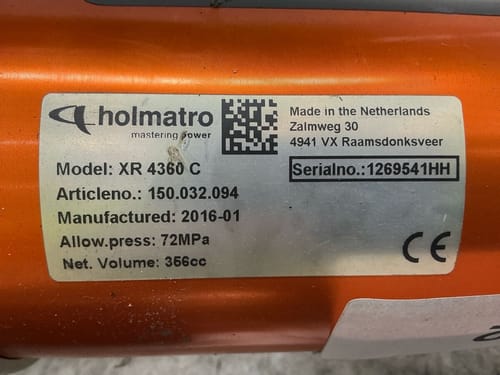 holmatro
mastering power
Made in the Netherlands
Zalmweg 30
4941 VX Raamsdonksveer
Model: XR 4360 C
Serialno.:1269541HH
Articleno.: 150.032.094
Manufactured: 2016-01
Allow.press: 72MPa
Net. Volume: 356cc
CE